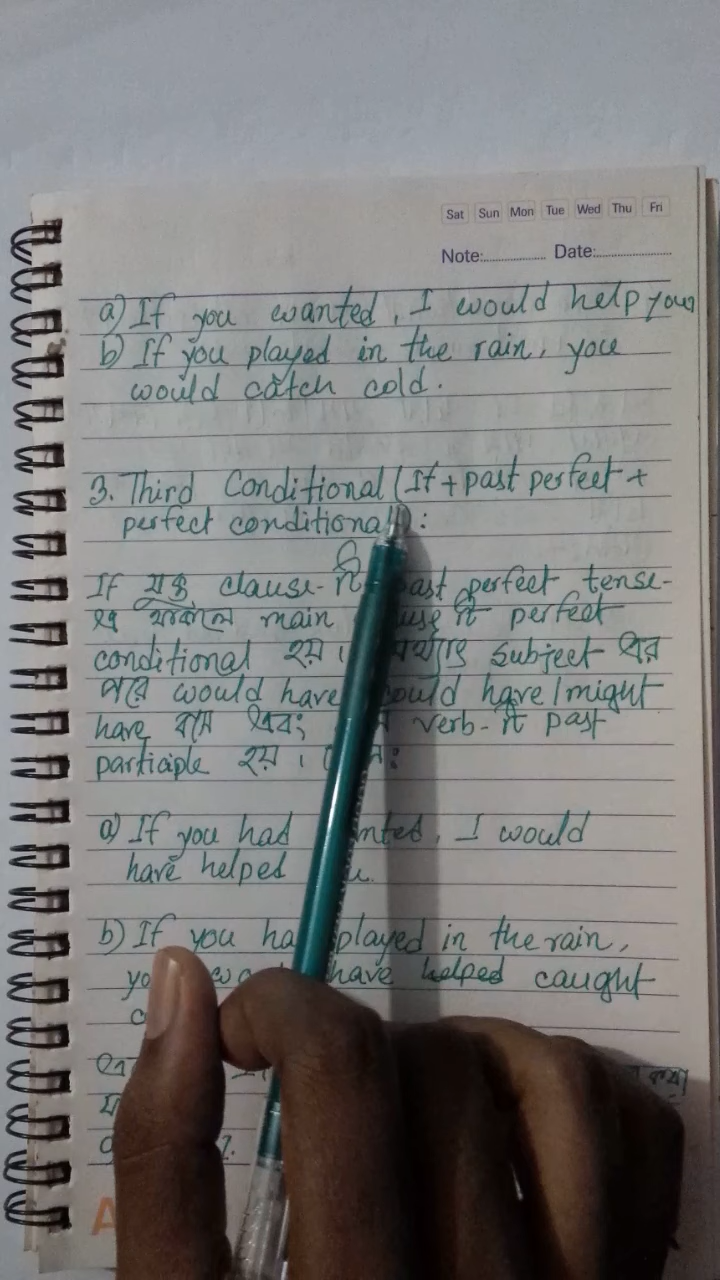 Sat Sun Mon Tue Wed Thu Fri
Note: Date:
a) If you wanted, I would help you
b) If you played in the rain, you
would catch cold.
3. Third Conditional (If + past perfect +
perfect conditional):
If যুক্ত clause-টি past perfect tense-
এ থাকলে main clause টি perfect
conditional হয়। অর্থাৎ subject এর
পরে would have/could have/might
have বসে এবং verb-টি past
participle হয়।
a) If you had wanted, I would
have helped
b) If you had played in the rain,
have caught